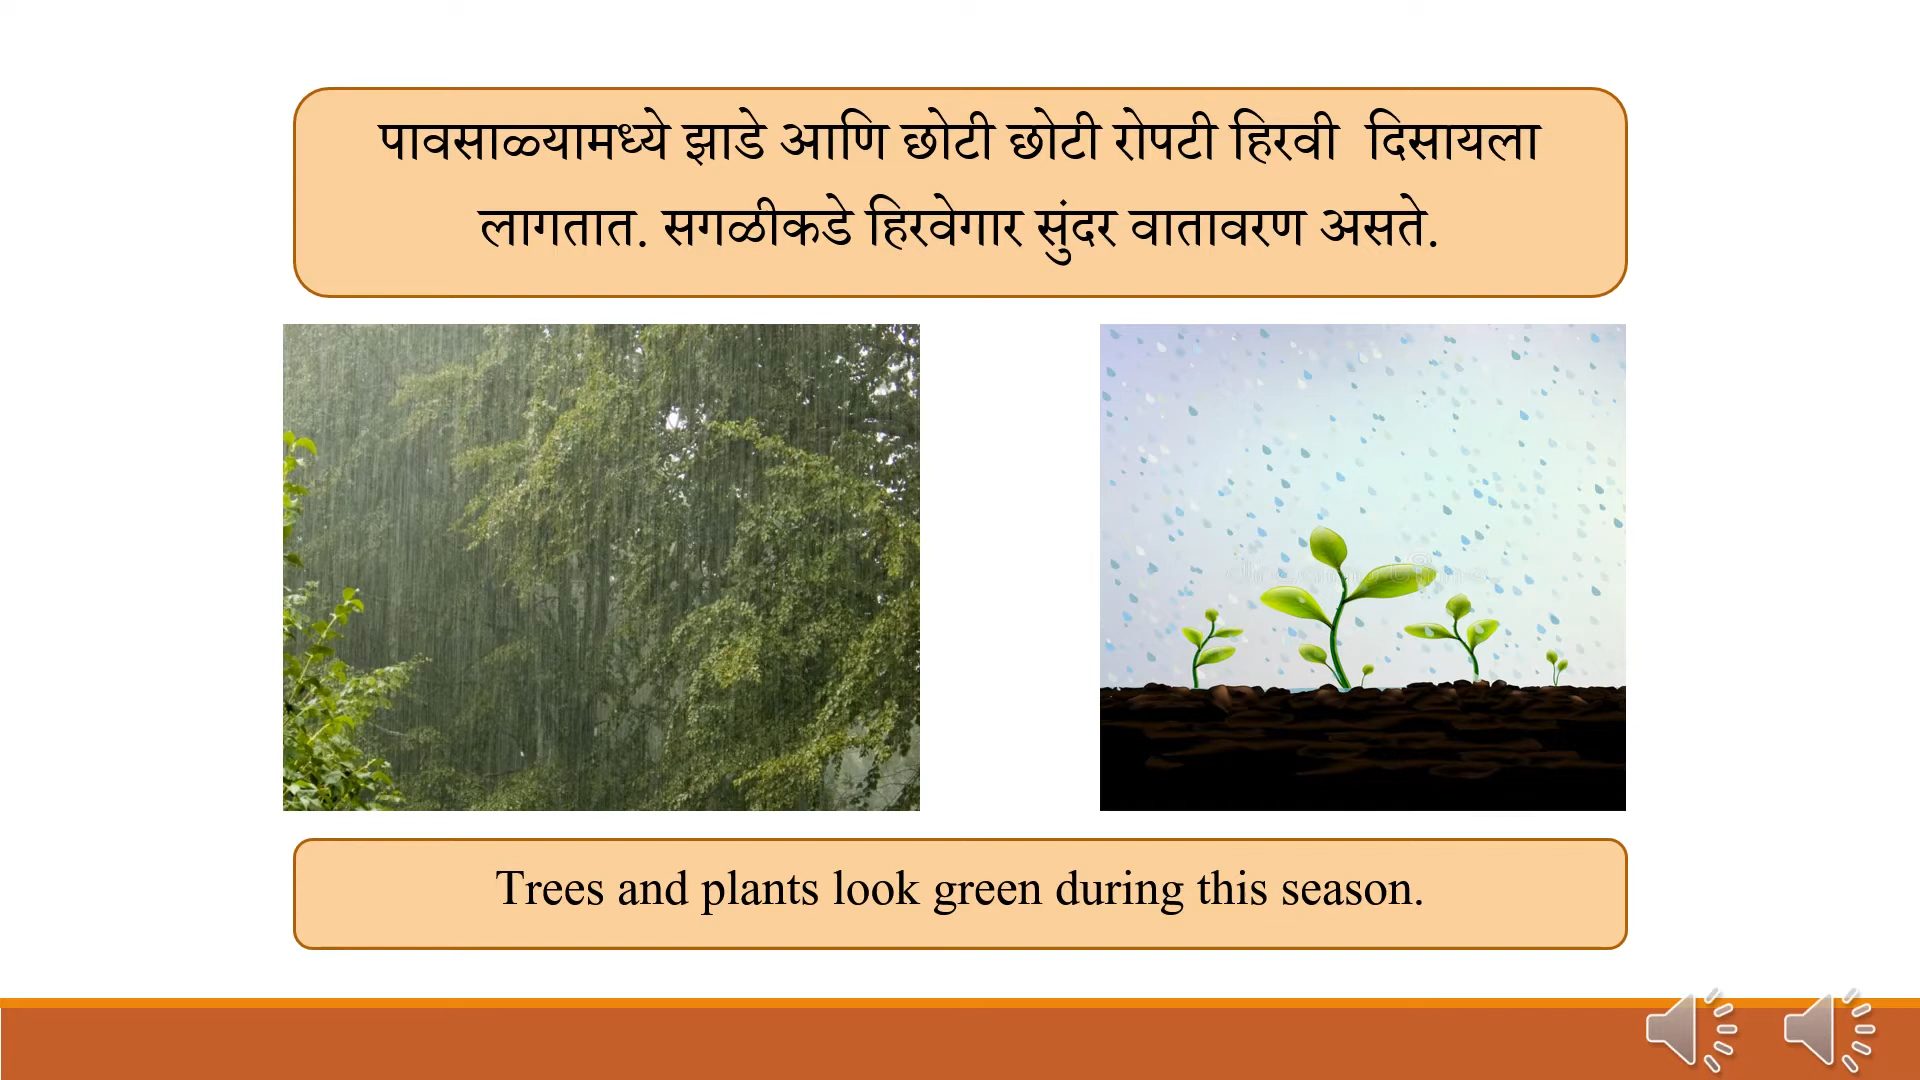 पावसाळ्यामध्ये झाडे आणि छोटी छोटी रोपटी हिरवी दिसायला
लागतात. सगळीकडे हिरवेगार सुंदर वातावरण असते.
Trees and plants look green during this season.